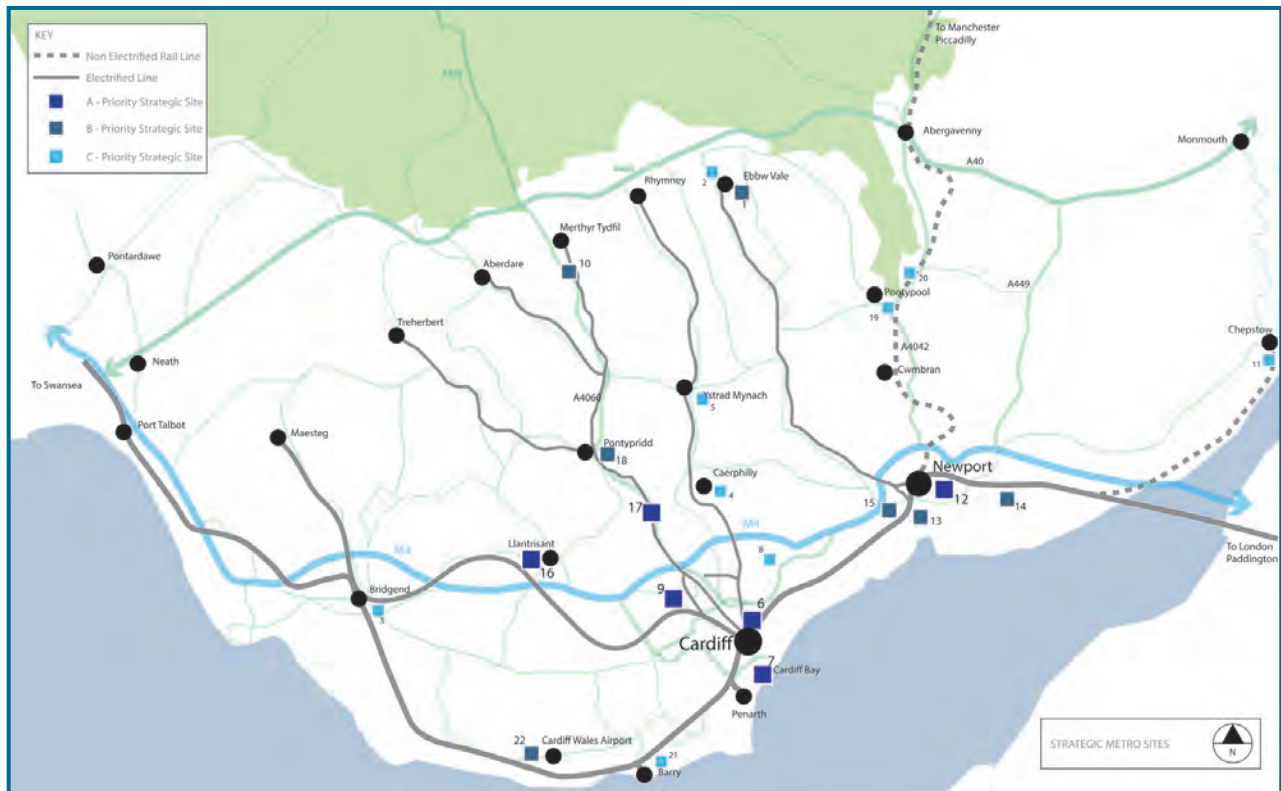 KEY
Non Electrified Rail Line
Electrified Line
A - Priority Strategic Site
B - Priority Strategic Site
C - Priority Strategic Site
To Manchester
Piccadilly
Abergavenny
Monmouth
A40
Rhymney
2
Ebbw Vale
1
Merthyr Tydfil
10
Pontardawe
Aberdare
20
Pontypool
19
A449
Treherbert
Chepstow
11
A4042
Cwmbran
Neath
To Swansea
Ystrad Mynach
5
A4060
Port Talbot
Maesteg
Pontypridd
18
Caerphilly
4
Newport
12
14
15
13
17
M4
M4
Llantrisant
16
8
To London
Paddington
Bridgend
3
9
6
Cardiff
7
Cardiff Bay
Penarth
22
Cardiff Wales Airport
21
Barry
STRATEGIC METRO SITES
N